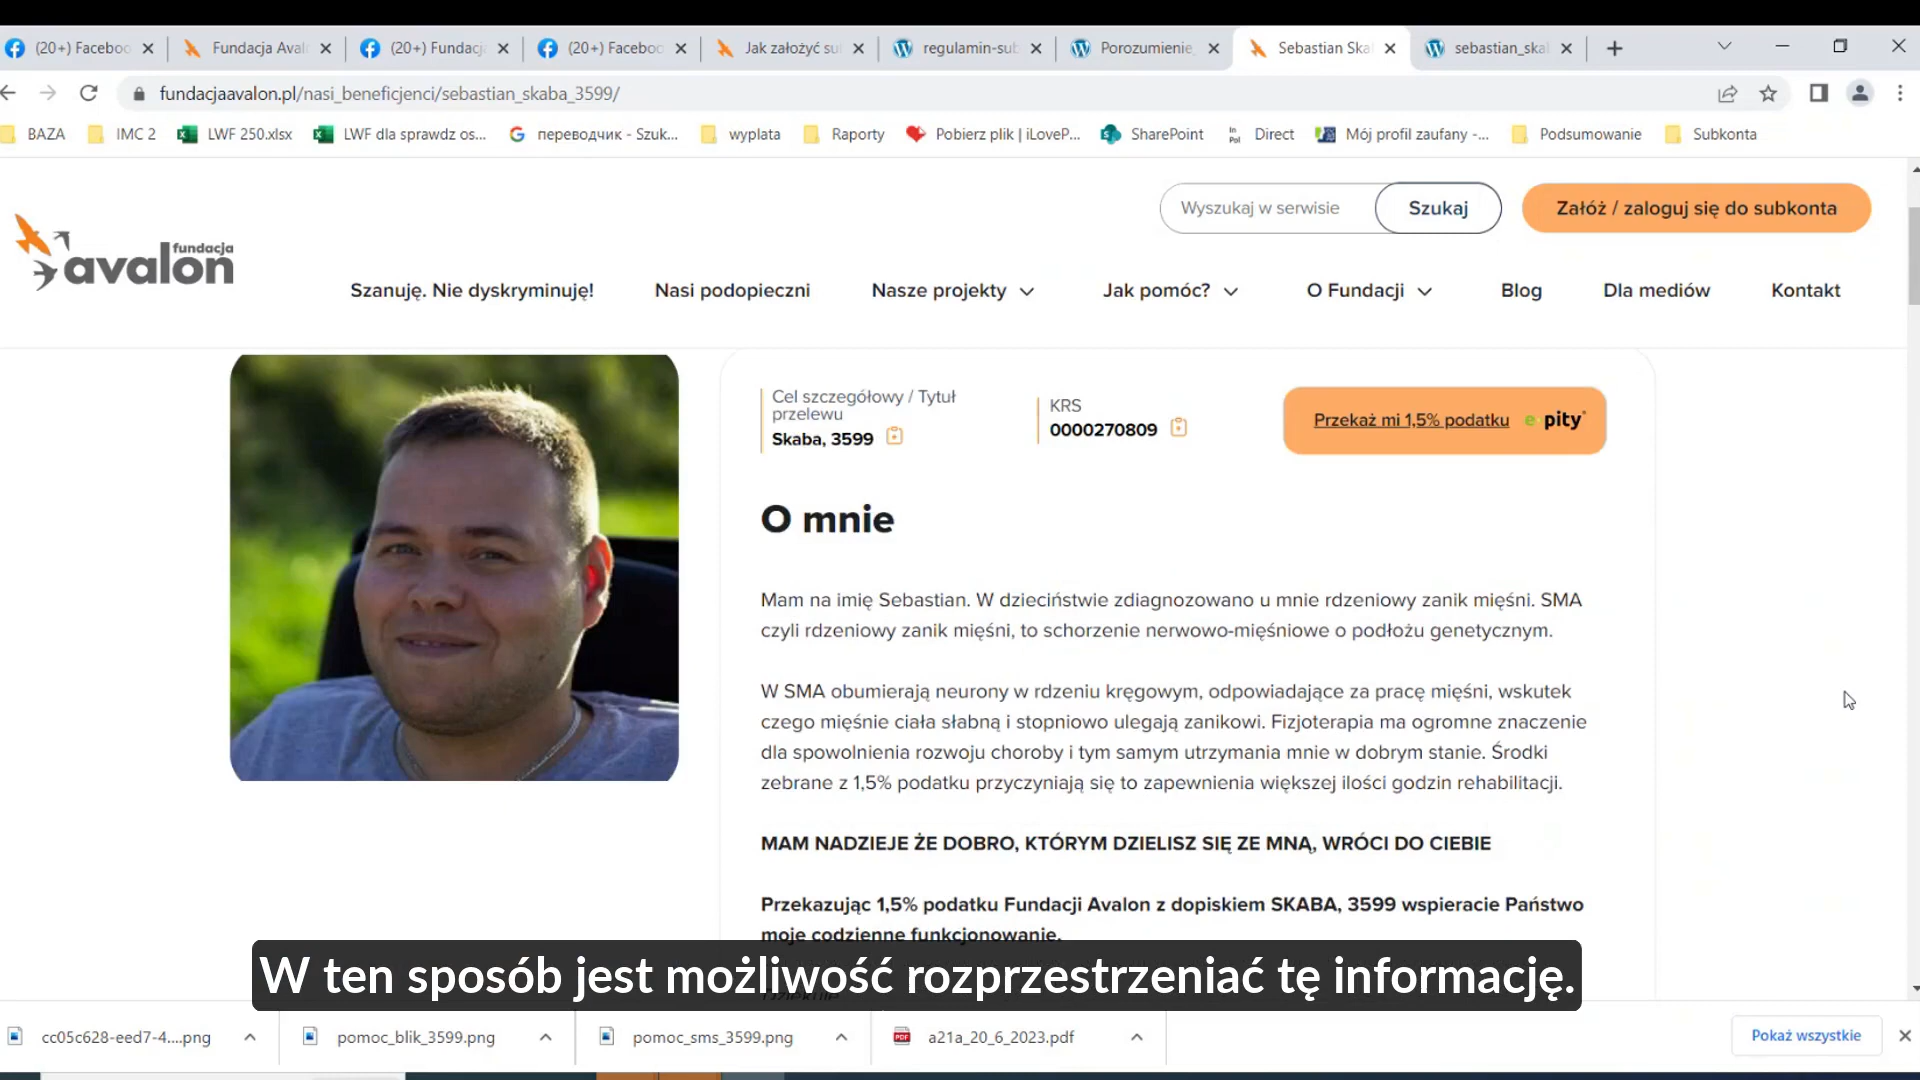 (20+) Faceboo
Fundacja Aval
(20+) Fundacj
(20+) Faceboo
Jak założyć su
regulamin-sub
Porozumienie_
Sebastian Ska
sebastian_skal
fundacjaavalon.pl/nasi_beneficjenci/sebastian_skaba_3599/
BAZA
IMC 2
LWF 250.xlsx
LWF dla sprawdz os...
переводчик - Szuk...
wyplata
Raporty
Pobierz plik | iLoveP...
SharePoint
Direct
Mój profil zaufany -...
Podsumowanie
Subkonta
Wyszukaj w serwisie
Szukaj
Załóż / zaloguj się do subkonta
fundacja
avalon
Szanuję. Nie dyskryminuję!
Nasi podopieczni
Nasze projekty
Jak pomóc?
O Fundacji
Blog
Dla mediów
Kontakt
Cel szczegółowy / Tytuł
przelewu
Skaba, 3599
KRS
0000270809
Przekaż mi 1,5% podatku
e pity
O mnie
Mam na imię Sebastian. W dzieciństwie zdiagnozowano u mnie rdzeniowy zanik mięśni. SMA
czyli rdzeniowy zanik mięśni, to schorzenie nerwowo-mięśniowe o podłożu genetycznym.
W SMA obumierają neurony w rdzeniu kręgowym, odpowiadające za pracę mięśni, wskutek
czego mięśnie ciała słabną i stopniowo ulegają zanikowi. Fizjoterapia ma ogromne znaczenie
dla spowolnienia rozwoju choroby i tym samym utrzymania mnie w dobrym stanie. Środki
zebrane z 1,5% podatku przyczyniają się to zapewnienia większej ilości godzin rehabilitacji.
MAM NADZIEJE ŻE DOBRO, KTÓRYM DZIELISZ SIĘ ZE MNĄ, WRÓCI DO CIEBIE
Przekazując 1,5% podatku Fundacji Avalon z dopiskiem SKABA, 3599 wspieracie Państwo
moje codzienne funkcjonowanie.
W ten sposób jest możliwość rozprzestrzeniać tę informację.
cc05c628-eed7-4....png
pomoc_blik_3599.png
pomoc_sms_3599.png
a21a_20_6_2023.pdf
Pokaż wszystkie